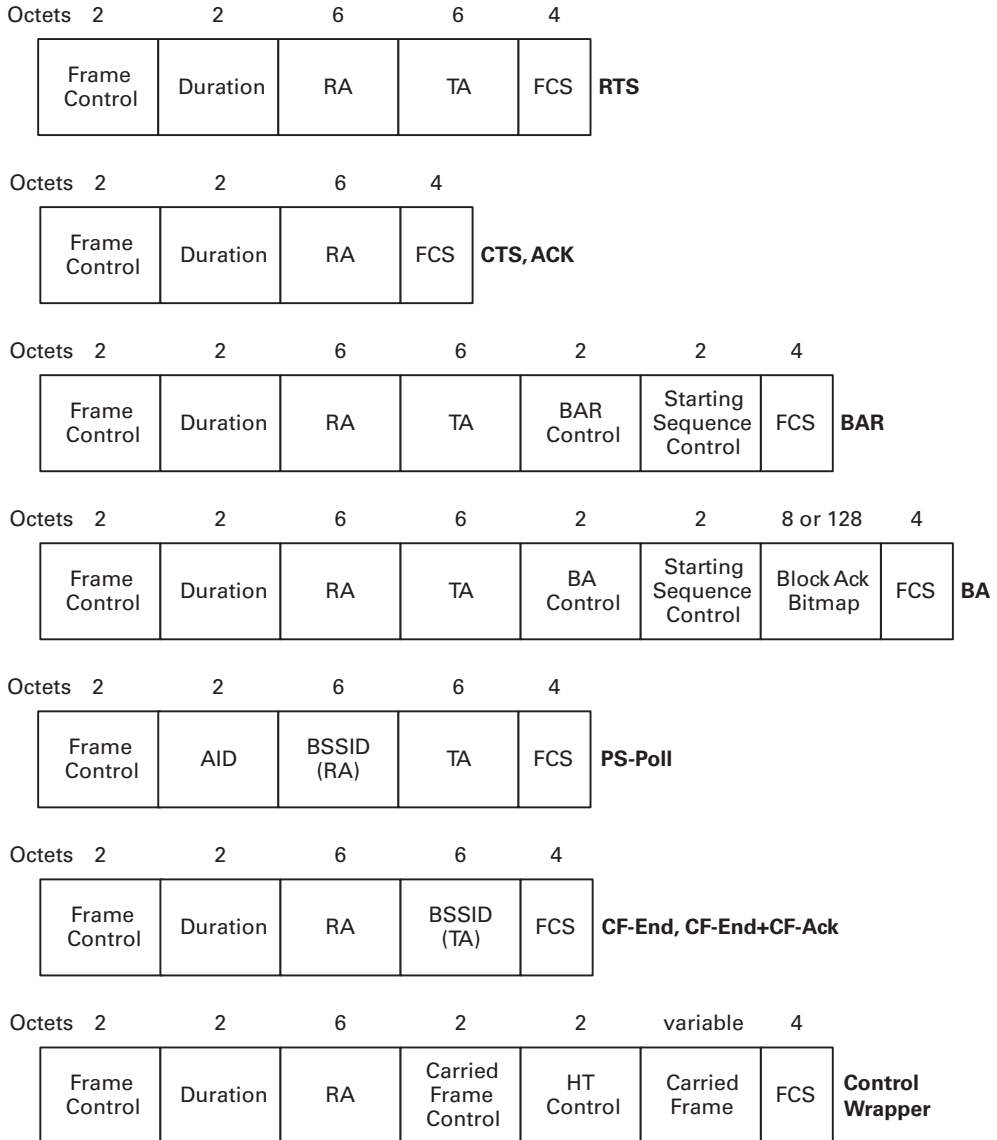 Octets 2 2 6 6 4
Frame Control Duration RA TA FCS RTS
Octets 2 2 6 4
Frame Control Duration RA FCS CTS, ACK
Octets 2 2 6 6 2 2 4
Frame Control Duration RA TA BAR Control Starting Sequence Control FCS BAR
Octets 2 2 6 6 2 2 8 or 128 4
Frame Control Duration RA TA BA Control Starting Sequence Control Block Ack Bitmap FCS BA
Octets 2 2 6 6 4
Frame Control AID BSSID (RA) TA FCS PS-Poll
Octets 2 2 6 6 4
Frame Control Duration RA BSSID (TA) FCS CF-End, CF-End+CF-Ack
Octets 2 2 6 2 2 variable 4
Frame Control Duration RA Carried Frame Control HT Control Carried Frame FCS Control Wrapper